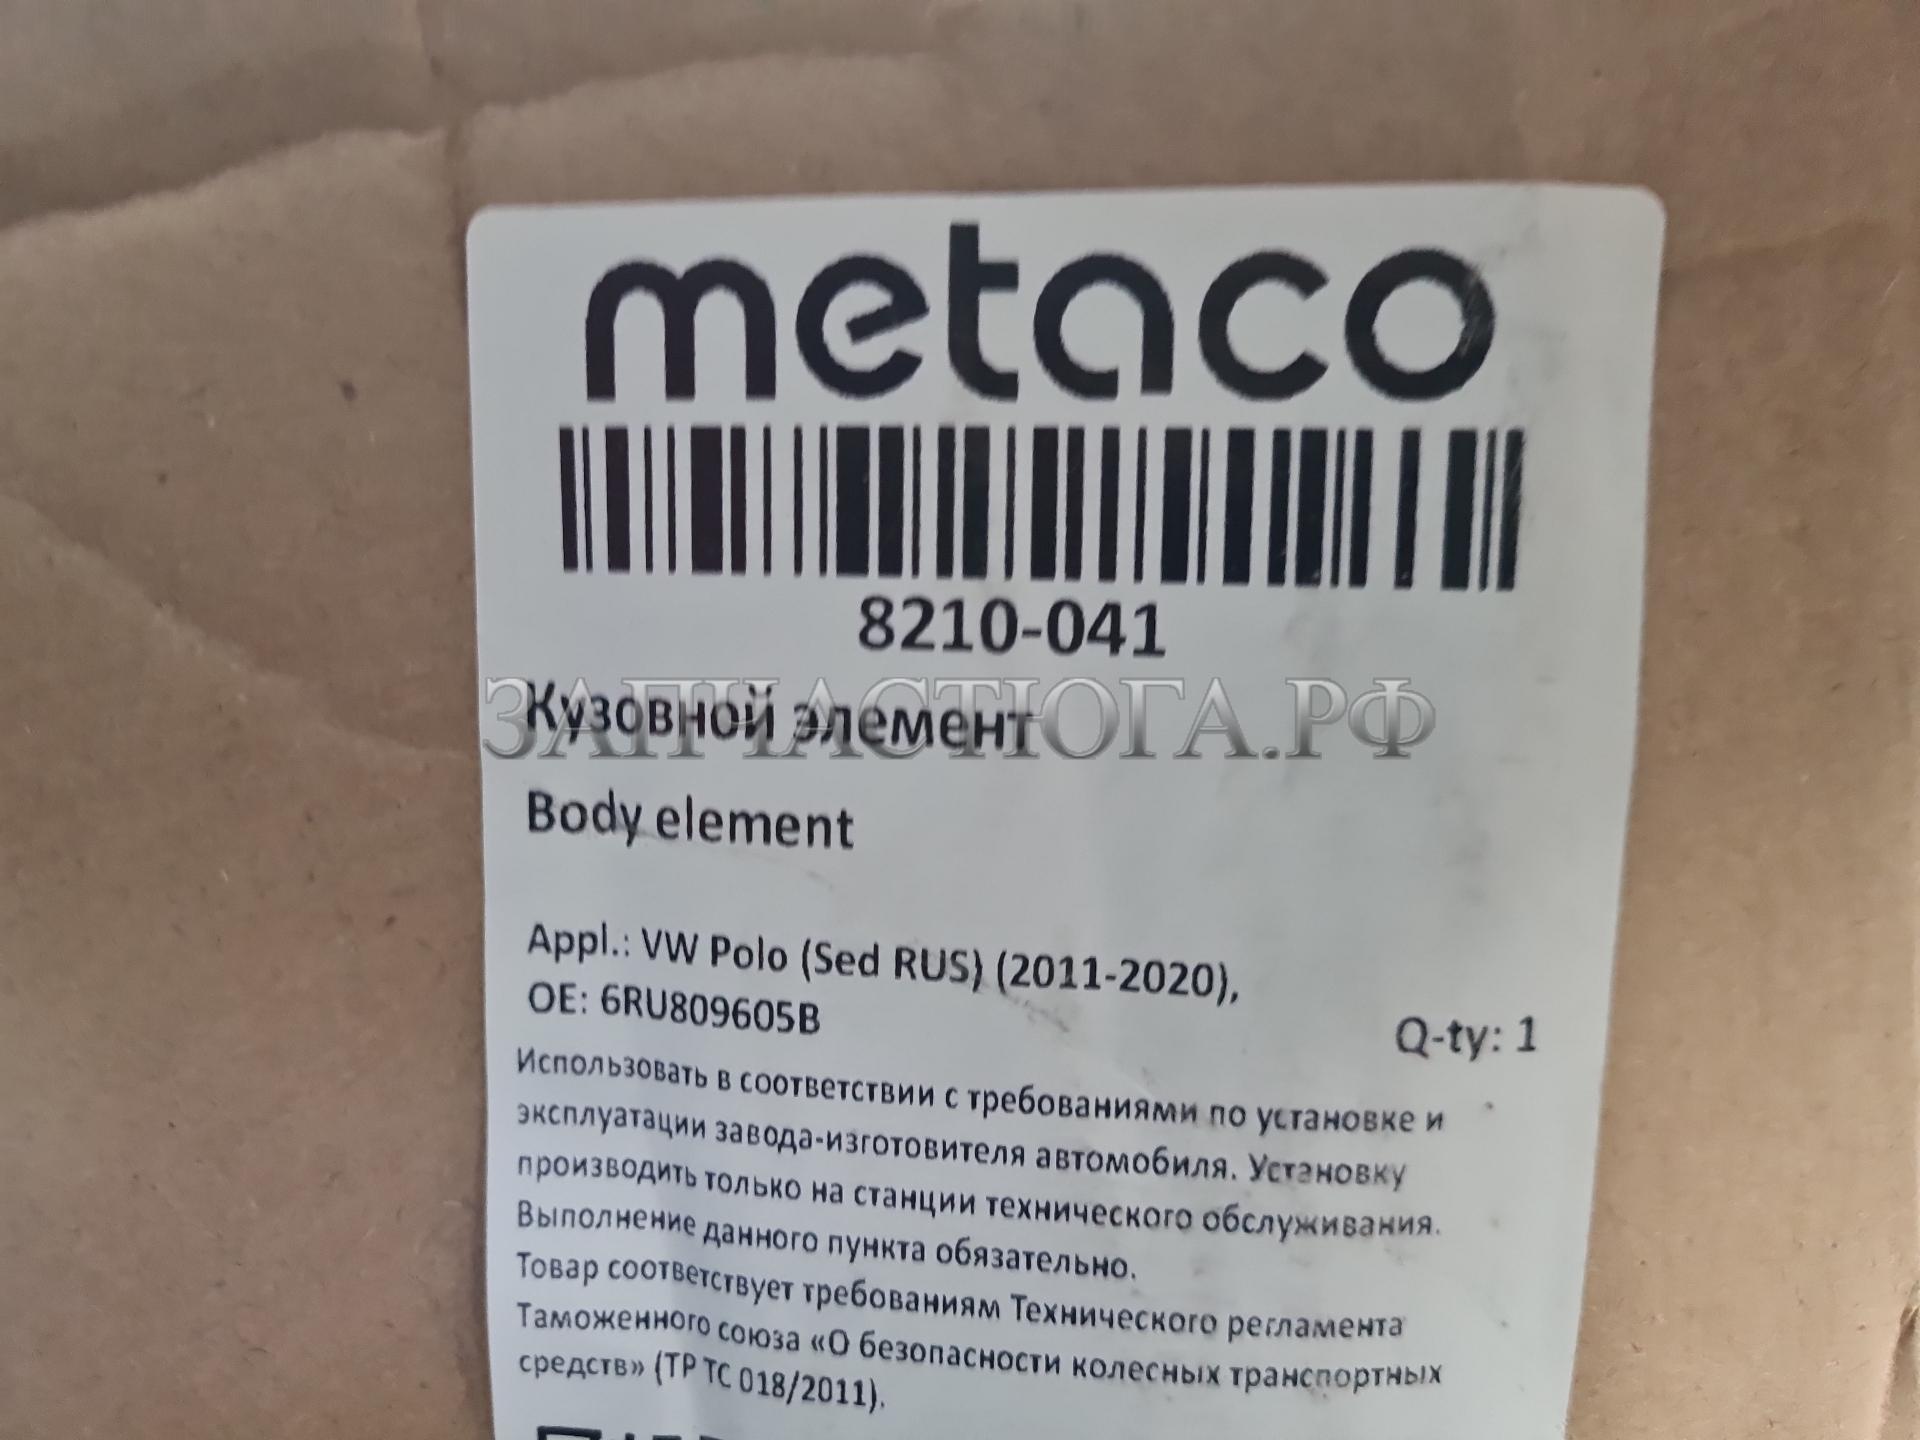 metaco
8210-041
Кузовной элемент
ЗАПЧАСТЮГА.РФ
Body element
Appl.: VW Polo (Sed RUS) (2011-2020),
OE: 6RU809605B
Q-ty: 1
Использовать в соответствии с требованиями по установке и
эксплуатации завода-изготовителя автомобиля. Установку
производить только на станции технического обслуживания.
Выполнение данного пункта обязательно.
Товар соответствует требованиям Технического регламента
Таможенного союза «О безопасности колесных транспортных
средств» (ТР ТС 018/2011).